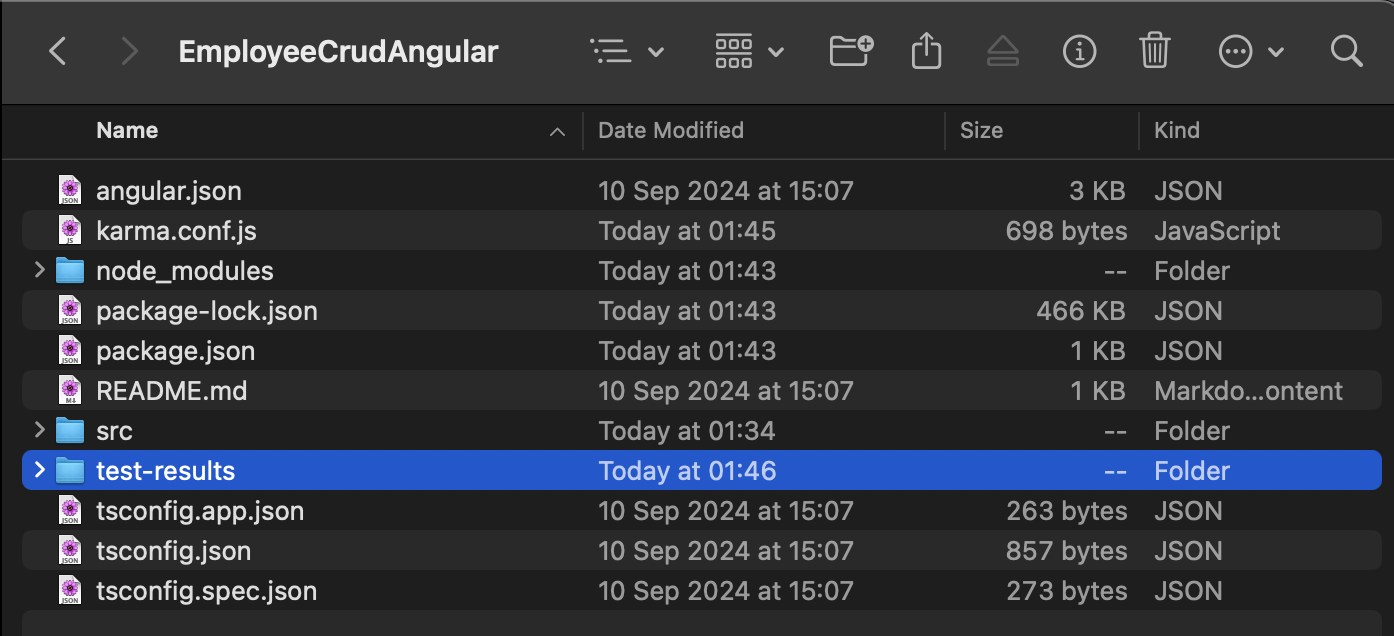 EmployeeCrudAngular
Name Date Modified Size Kind
angular.json 10 Sep 2024 at 15:07 3 KB JSON
karma.conf.js Today at 01:45 698 bytes JavaScript
node_modules Today at 01:43 -- Folder
package-lock.json Today at 01:43 466 KB JSON
package.json Today at 01:43 1 KB JSON
README.md 10 Sep 2024 at 15:07 1 KB Markdo...ontent
src Today at 01:34 -- Folder
test-results Today at 01:46 -- Folder
tsconfig.app.json 10 Sep 2024 at 15:07 263 bytes JSON
tsconfig.json 10 Sep 2024 at 15:07 857 bytes JSON
tsconfig.spec.json 10 Sep 2024 at 15:07 273 bytes JSON